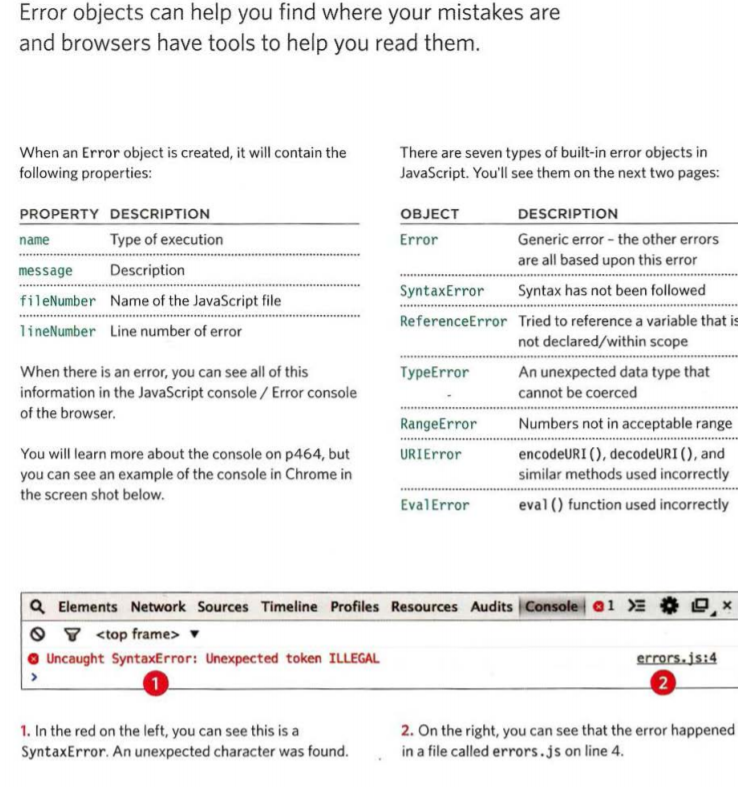 Error objects can help you find where your mistakes are
and browsers have tools to help you read them.
When an Error object is created, it will contain the
following properties:
PROPERTY DESCRIPTION
name Type of execution
message Description
fileNumber Name of the JavaScript file
lineNumber Line number of error
When there is an error, you can see all of this
information in the JavaScript console / Error console
of the browser.
You will learn more about the console on p464, but
you can see an example of the console in Chrome in
the screen shot below.
There are seven types of built-in error objects in
JavaScript. You'll see them on the next two pages:
OBJECT DESCRIPTION
Error Generic error – the other errors
are all based upon this error
SyntaxError Syntax has not been followed
ReferenceError Tried to reference a variable that is
not declared/within scope
TypeError An unexpected data type that
cannot be coerced
RangeError Numbers not in acceptable range
URIError encodeURI(), decodeURI(), and
similar methods used incorrectly
EvalError eval() function used incorrectly
Elements Network Sources Timeline Profiles Resources Audits Console 1
<top frame> ▼
Uncaught SyntaxError: Unexpected token ILLEGAL errors.js:4
1 2
1. In the red on the left, you can see this is a
SyntaxError. An unexpected character was found.
2. On the right, you can see that the error happened
in a file called errors.js on line 4.